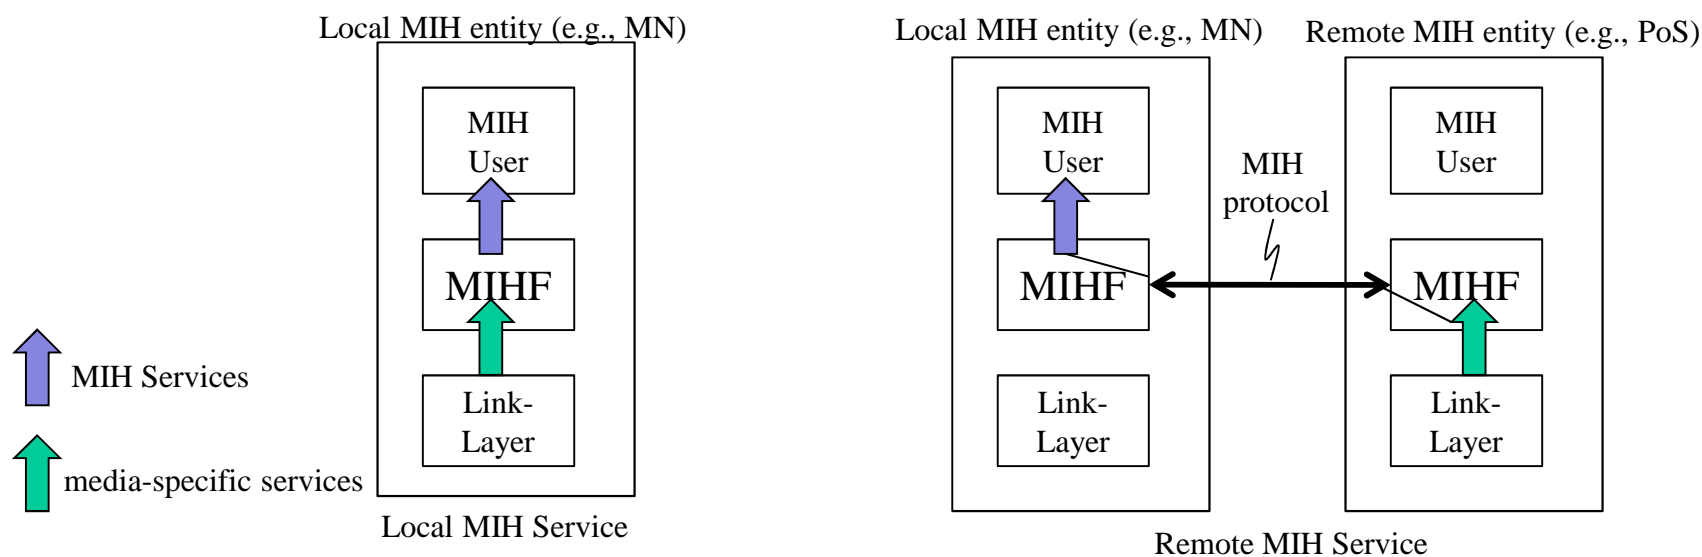 Local MIH entity (e.g., MN)
MIH
User
MIHF
Link-
Layer
Local MIH Service
MIH Services
media-specific services
Local MIH entity (e.g., MN)
MIH
User
MIHF
Link-
Layer
MIH
protocol
Remote MIH entity (e.g., PoS)
MIH
User
MIHF
Link-
Layer
Remote MIH Service